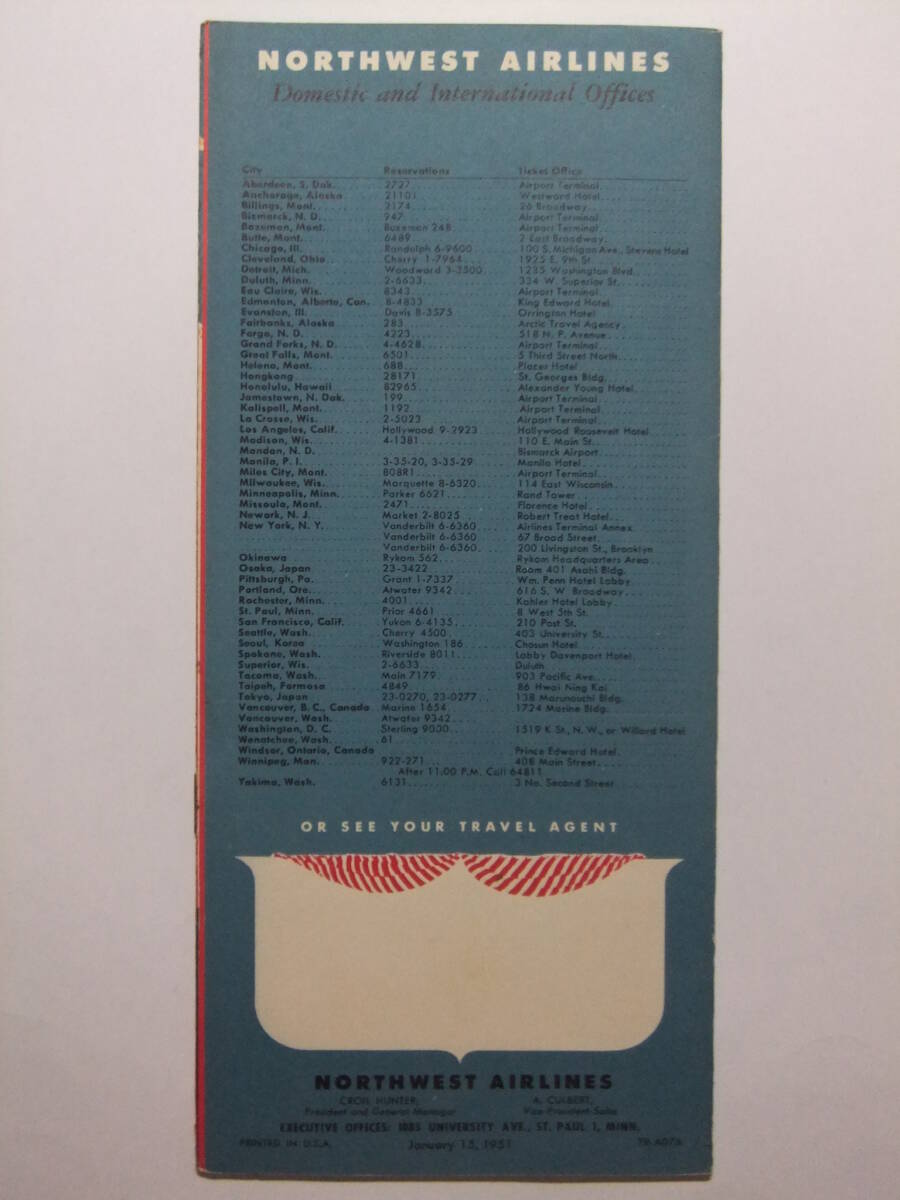 NORTHWEST AIRLINES
Domestic and International Offices
City Reservations Ticket Office
Aberdeen, S. Dak. 2727 Airport Terminal
Anchorage, Alaska 21101 Westward Hotel
Billings, Mont. 2174 26 Broadway
Bismarck, N. D. 947 Airport Terminal
Bozeman, Mont. Bozeman 248 Airport Terminal
Butte, Mont. 6489 2 East Broadway
Chicago, Ill. Randolph 6-9600 100 S. Michigan Ave., Stevens Hotel
Cleveland, Ohio Cherry 1-7964 1925 E. 9th St.
Detroit, Mich. Woodward 3-3500 1235 Washington Blvd.
Duluth, Minn. 2-6633 334 W. Superior St.
Eau Claire, Wis. 8343 Airport Terminal
Edmonton, Alberta, Can. 8-4833 King Edward Hotel
Evanston, Ill. Davis 8-3575 Orrington Hotel
Fairbanks, Alaska 283 Arctic Travel Agency
Fargo, N. D. 4223 518 N. P. Avenue
Grand Forks, N. D. 4-4628 Airport Terminal
Great Falls, Mont. 6501 5 Third Street North
Helena, Mont. 688 Placer Hotel
Hongkong 28171 St. Georges Bldg.
Honolulu, Hawaii 82965 Alexander Young Hotel
Jamestown, N. Dak. 199 Airport Terminal
Kalispell, Mont. 1192 Airport Terminal
La Crosse, Wis. 2-5023 Airport Terminal
Los Angeles, Calif. Hollywood 9-2923 Hollywood Roosevelt Hotel
Madison, Wis. 4-1381 110 E. Main St.
Mandan, N. D. Bismarck Airport
Manila, P. I. 3-35-20, 3-35-29 Manila Hotel
Miles City, Mont. 808R1 Airport Terminal
Milwaukee, Wis. Marquette 8-6320 114 East Wisconsin
Minneapolis, Minn. Parker 6621 Rand Tower
Missoula, Mont. 2471 Florence Hotel
Newark, N. J. Market 2-8025 Robert Treat Hotel
New York, N. Y. Vanderbilt 6-6360 Airlines Terminal Annex
Vanderbilt 6-6360 67 Broad Street
Vanderbilt 6-6360 200 Livingston St., Brooklyn
Okinawa Rykom 562 Rykom Headquarters Area
Osaka, Japan 23-3422 Room 401 Asahi Bldg.
Pittsburgh, Pa. Grant 1-7337 Wm. Penn Hotel Lobby
Portland, Ore. Atwater 9342 616 S. W. Broadway
Rochester, Minn. 4001 Kahler Hotel Lobby
St. Paul, Minn. Prior 4661 8 West 5th St.
San Francisco, Calif. Yukon 6-4135 210 Post St.
Seattle, Wash. Cherry 4500 403 University St.
Seoul, Korea Washington 186 Chosun Hotel
Spokane, Wash. Riverside 8011 Lobby Davenport Hotel
Superior, Wis. 2-6633 Duluth
Tacoma, Wash. Main 7179 903 Pacific Ave.
Taipeh, Formosa 4849 86 Hwai Ning Kai
Tokyo, Japan 23-0270, 23-0277 138 Marunouchi Bldg.
Vancouver, B. C., Canada Marine 1654 1724 Marine Bldg.
Vancouver, Wash. Atwater 9342
Washington, D. C. Sterling 9000 1519 K St., N. W., or Willard Hotel
Wenatchee, Wash. 61
Windsor, Ontario, Canada Prince Edward Hotel
Winnipeg, Man. 922-271 408 Main Street
After 11:00 P.M. Call 64811
Yakima, Wash. 6131 3 No. Second Street
OR SEE YOUR TRAVEL AGENT
NORTHWEST AIRLINES
CROIL HUNTER, A. CULBERT,
President and General Manager Vice-President-Sales
EXECUTIVE OFFICES: 1885 UNIVERSITY AVE., ST. PAUL 1, MINN.
PRINTED IN U.S.A. January 15, 1951